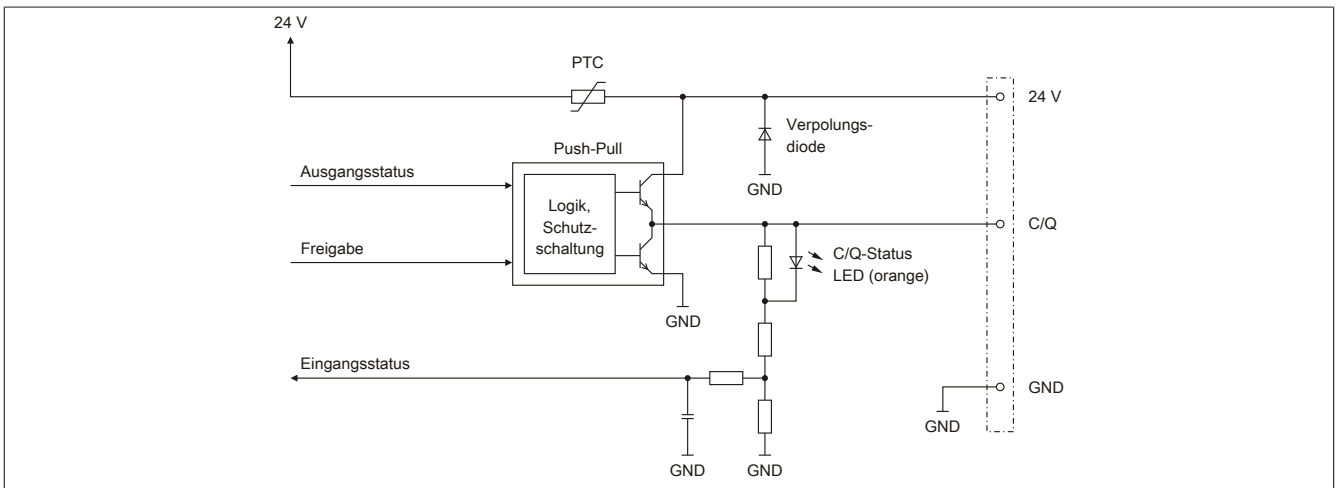 24 V
PTC
24 V
Verpolungs-
diode
Push-Pull
Ausgangsstatus
GND
Logik,
Schutz-
schaltung
C/Q
Freigabe
C/Q-Status
LED (orange)
GND
Eingangsstatus
GND
GND
GND
GND